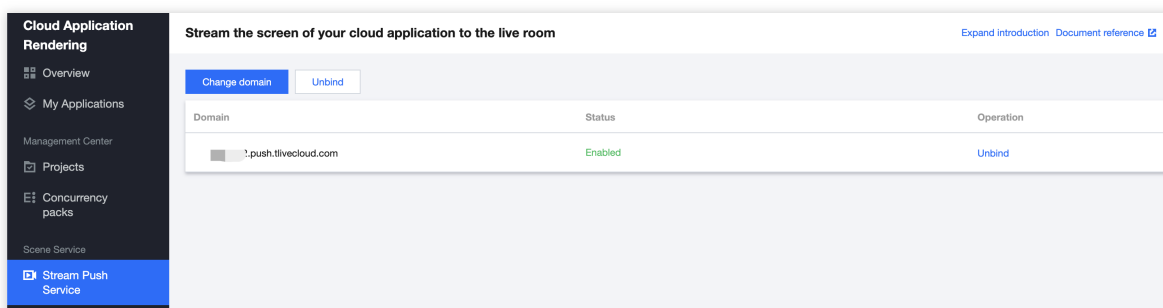 Cloud Application
Rendering
Overview
My Applications
Management Center
Projects
Concurrency
packs
Scene Service
Stream Push
Service
Stream the screen of your cloud application to the live room
Expand introduction Document reference
Change domain Unbind
Domain Status Operation
.push.tlivecloud.com Enabled Unbind